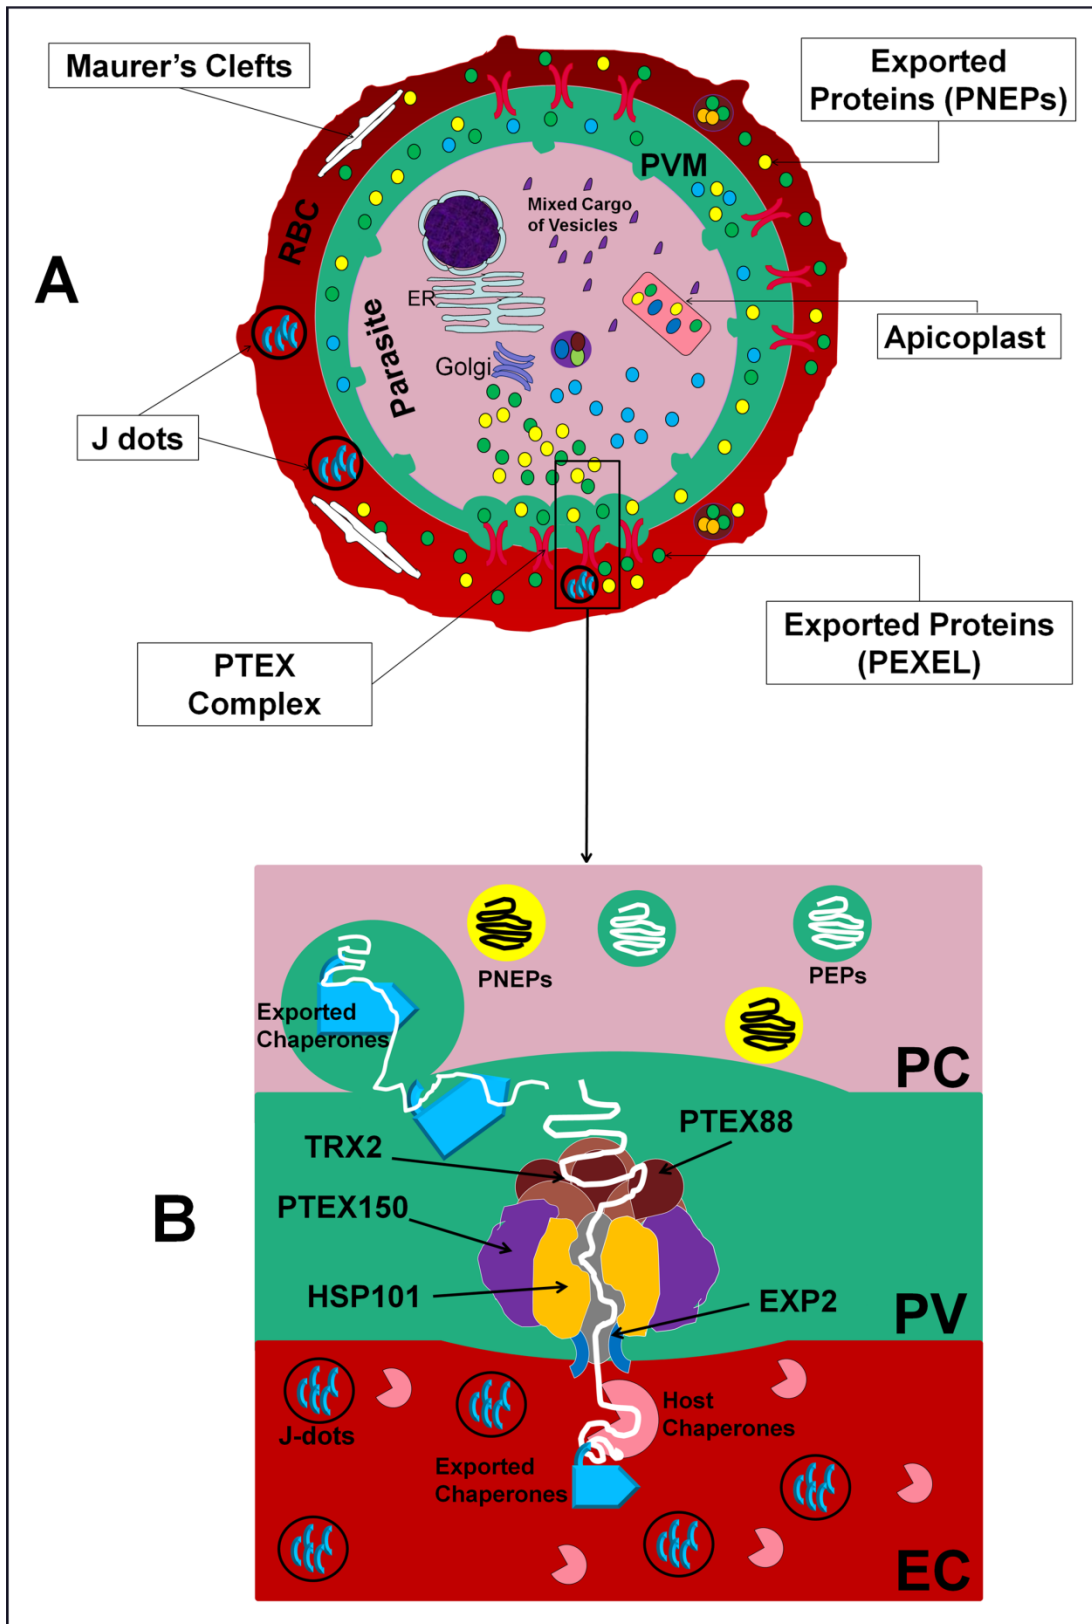 Maurer's Clefts
Exported
Proteins (PNEPs)
A
RBC
PVM
Mixed Cargo
of Vesicles
ER
Golgi
Parasite
Apicoplast
J dots
PTEX
Complex
Exported Proteins
(PEXEL)
B
PNEPs
PEPs
Exported
Chaperones
PC
TRX2
PTEX88
PTEX150
HSP101
EXP2
PV
J-dots
Host
Chaperones
Exported
Chaperones
EC